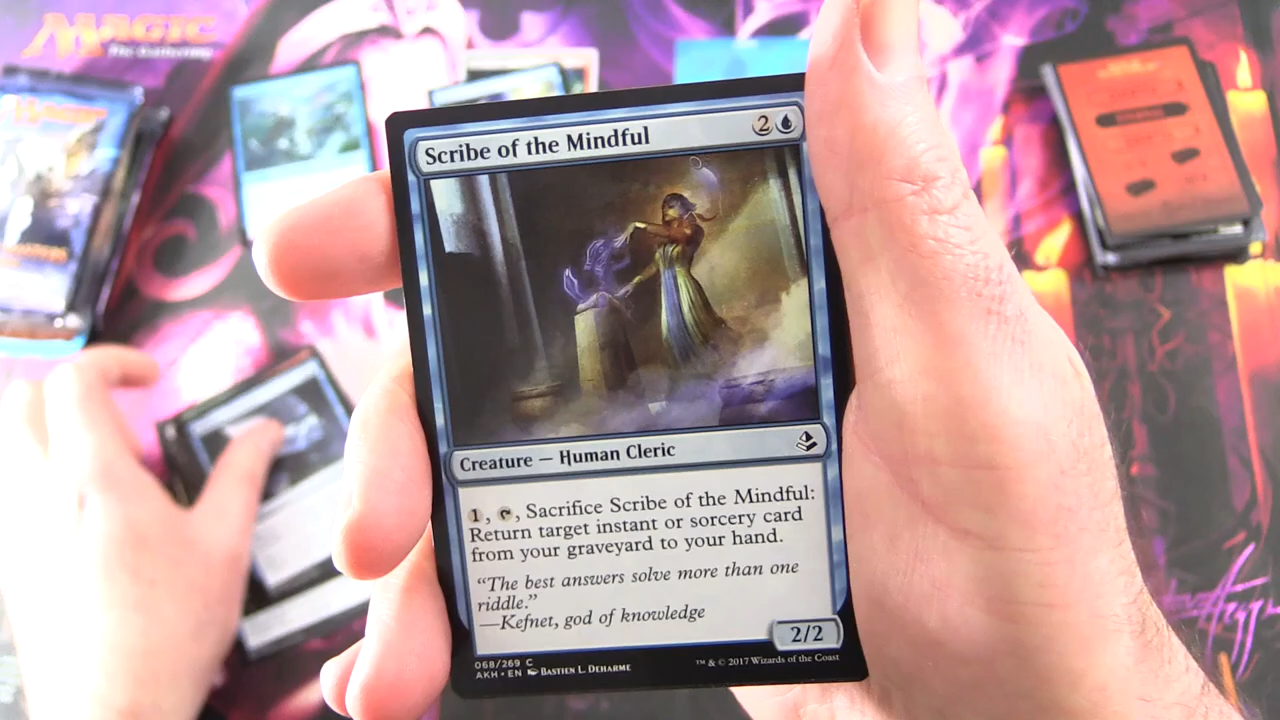 MAGIC
The Gathering
Scribe of the Mindful 2
Creature — Human Cleric
1, , Sacrifice Scribe of the Mindful:
Return target instant or sorcery card
from your graveyard to your hand.
“The best answers solve more than one
riddle.”
—Kefnet, god of knowledge
2/2
068/269 C
AKH • EN BASTIEN L. DEHARME
™ & © 2017 Wizards of the Coast